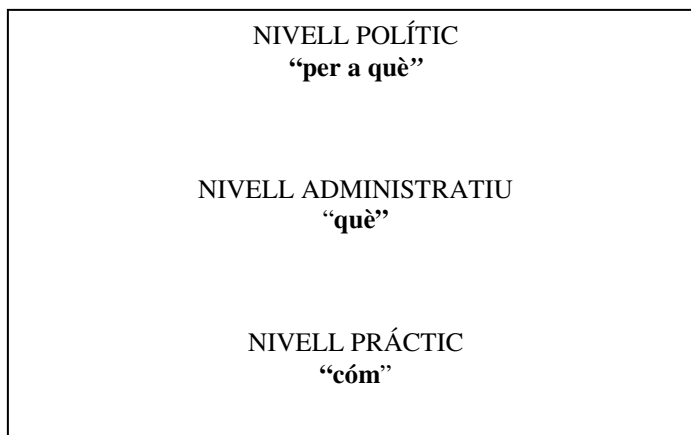 NIVELL POLÍTIC
“per a què”
NIVELL ADMINISTRATIU
“què”
NIVELL PRÁCTIC
“cóm”